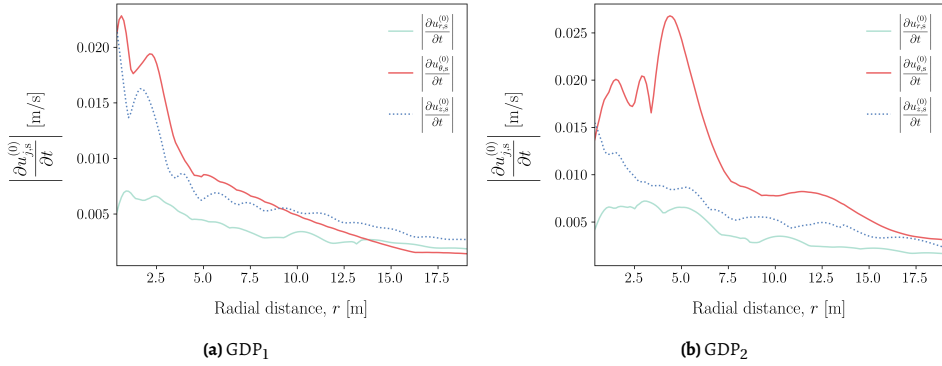 0.020
0.015
0.010
0.005
2.5 5.0 7.5 10.0 12.5 15.0 17.5
|∂u_{j,s}^{(0)}/∂t| [m/s]
Radial distance, r [m]
|∂u_{r,s}^{(0)}/∂t|
|∂u_{θ,s}^{(0)}/∂t|
|∂u_{z,s}^{(0)}/∂t|
(a) GDP₁
0.025
0.020
0.015
0.010
0.005
2.5 5.0 7.5 10.0 12.5 15.0 17.5
|∂u_{j,s}^{(0)}/∂t| [m/s]
Radial distance, r [m]
|∂u_{r,s}^{(0)}/∂t|
|∂u_{θ,s}^{(0)}/∂t|
|∂u_{z,s}^{(0)}/∂t|
(b) GDP₂